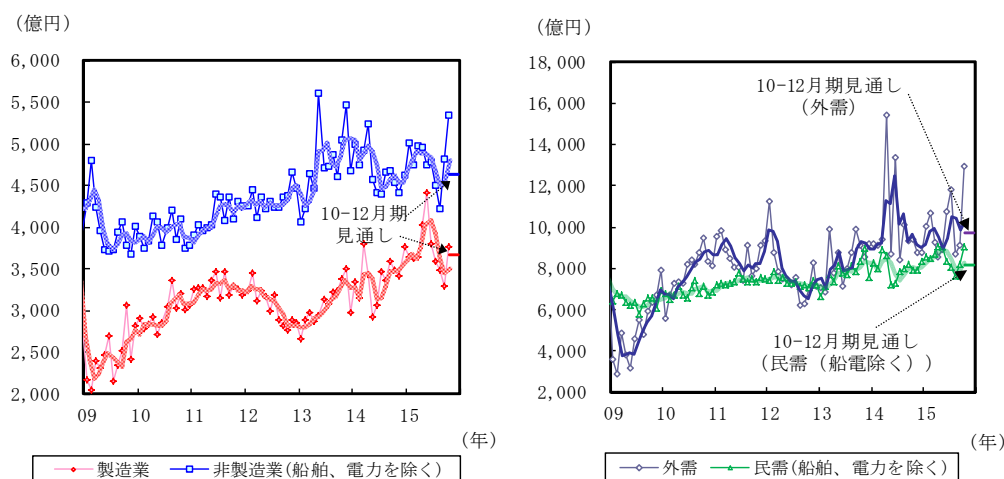 (億円)
6,000
5,000
4,500
4,000
3,500
3,000
2,500
2,000
10-12月期
見通し
09 10 11 12 13 14 15
(年)
製造業 非製造業(船舶、電力を除く)
(億円)
18,000
16,000
14,000
12,000
10,000
8,000
6,000
4,000
2,000
10-12月期見通し
(外需)
10-12月期見通し
(民需(船電除く))
09 10 11 12 13 14 15
(年)
外需 民需(船舶、電力を除く)